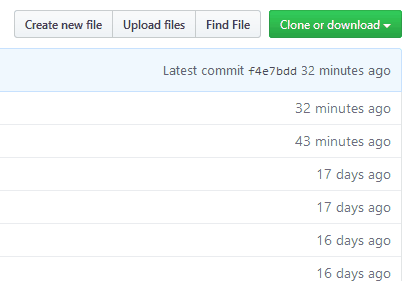 Create new file Upload files Find File Clone or download
Latest commit f4e7bdd 32 minutes ago
32 minutes ago
43 minutes ago
17 days ago
17 days ago
16 days ago
16 days ago